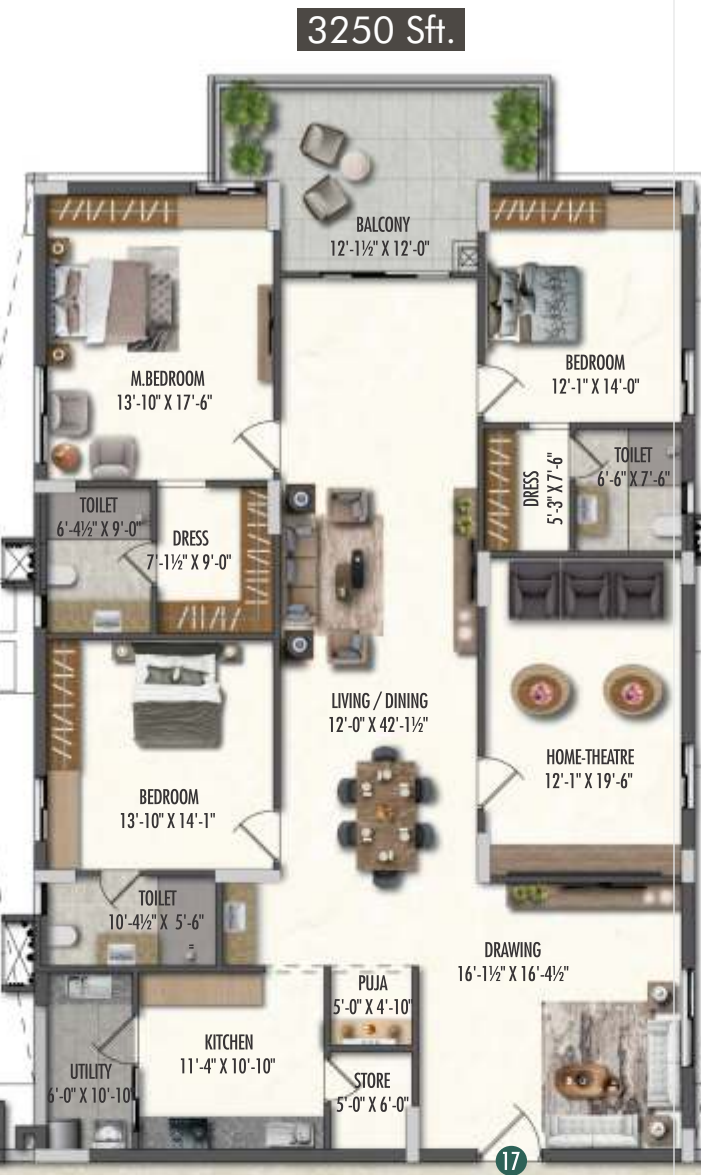 3250 Sft.
BALCONY
12'-1½" X 12'-0"
M.BEDROOM
13'-10" X 17'-6"
BEDROOM
12'-1" X 14'-0"
TOILET
6'-4½" X 9'-0"
DRESS
7'-1½" X 9'-0"
DRESS
5'-3" X 7'-6"
TOILET
6'-6" X 7'-6"
LIVING / DINING
12'-0" X 42'-1½"
HOME-THEATRE
12'-1" X 19'-6"
BEDROOM
13'-10" X 14'-1"
TOILET
10'-4½" X 5'-6"
DRAWING
16'-1½" X 16'-4½"
PUJA
5'-0" X 4'-10"
KITCHEN
11'-4" X 10'-10"
UTILITY
6'-0" X 10'-10"
STORE
5'-0" X 6'-0"
17